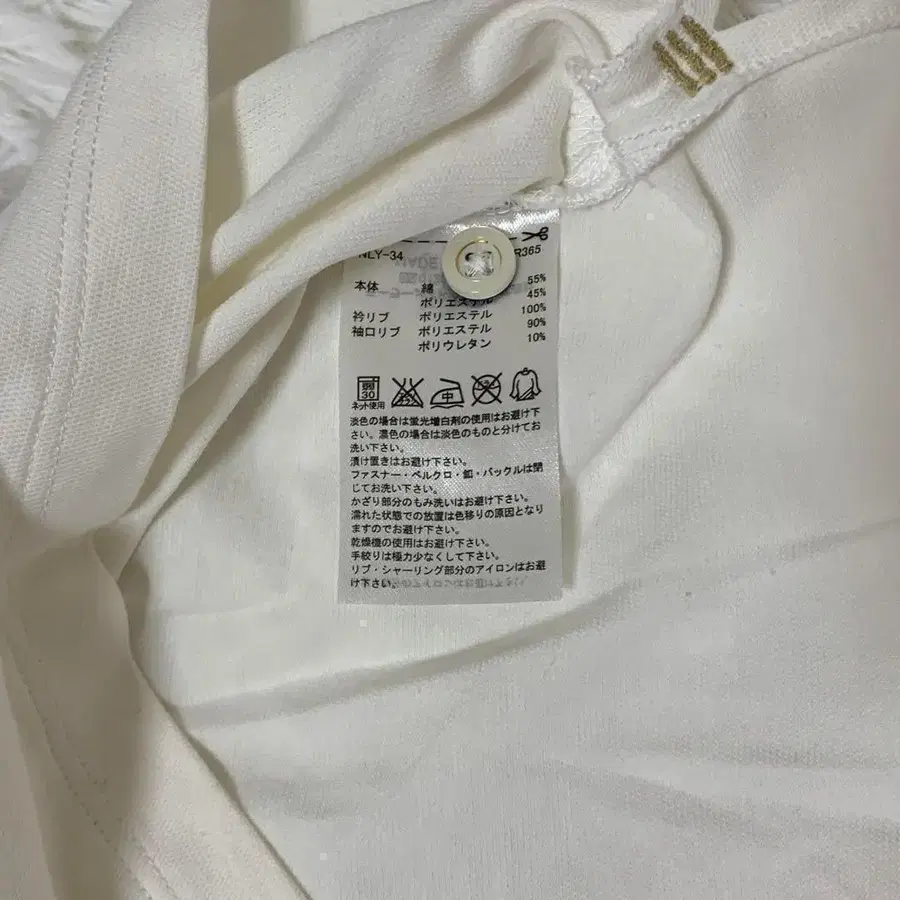 NLY-34 R365
本体 綿 55%
ポリエステル 45%
衿リブ ポリエステル 100%
袖口リブ ポリエステル 90%
ポリウレタン 10%
弱
30
ネット使用
中
淡色の場合は蛍光増白剤の使用はお避け下
さい。濃色の場合は淡色のものと分けてお
洗い下さい。
漬け置きはお避け下さい。
ファスナー・ベルクロ・釦・バックルは閉
じてお洗い下さい。
かざり部分のもみ洗いはお避け下さい。
濡れた状態での放置は色移りの原因となり
ますのでお避け下さい。
乾燥機の使用はお避け下さい。
手絞りは極力少なくして下さい。
リブ・シャーリング部分のアイロンはお避
け下さい。